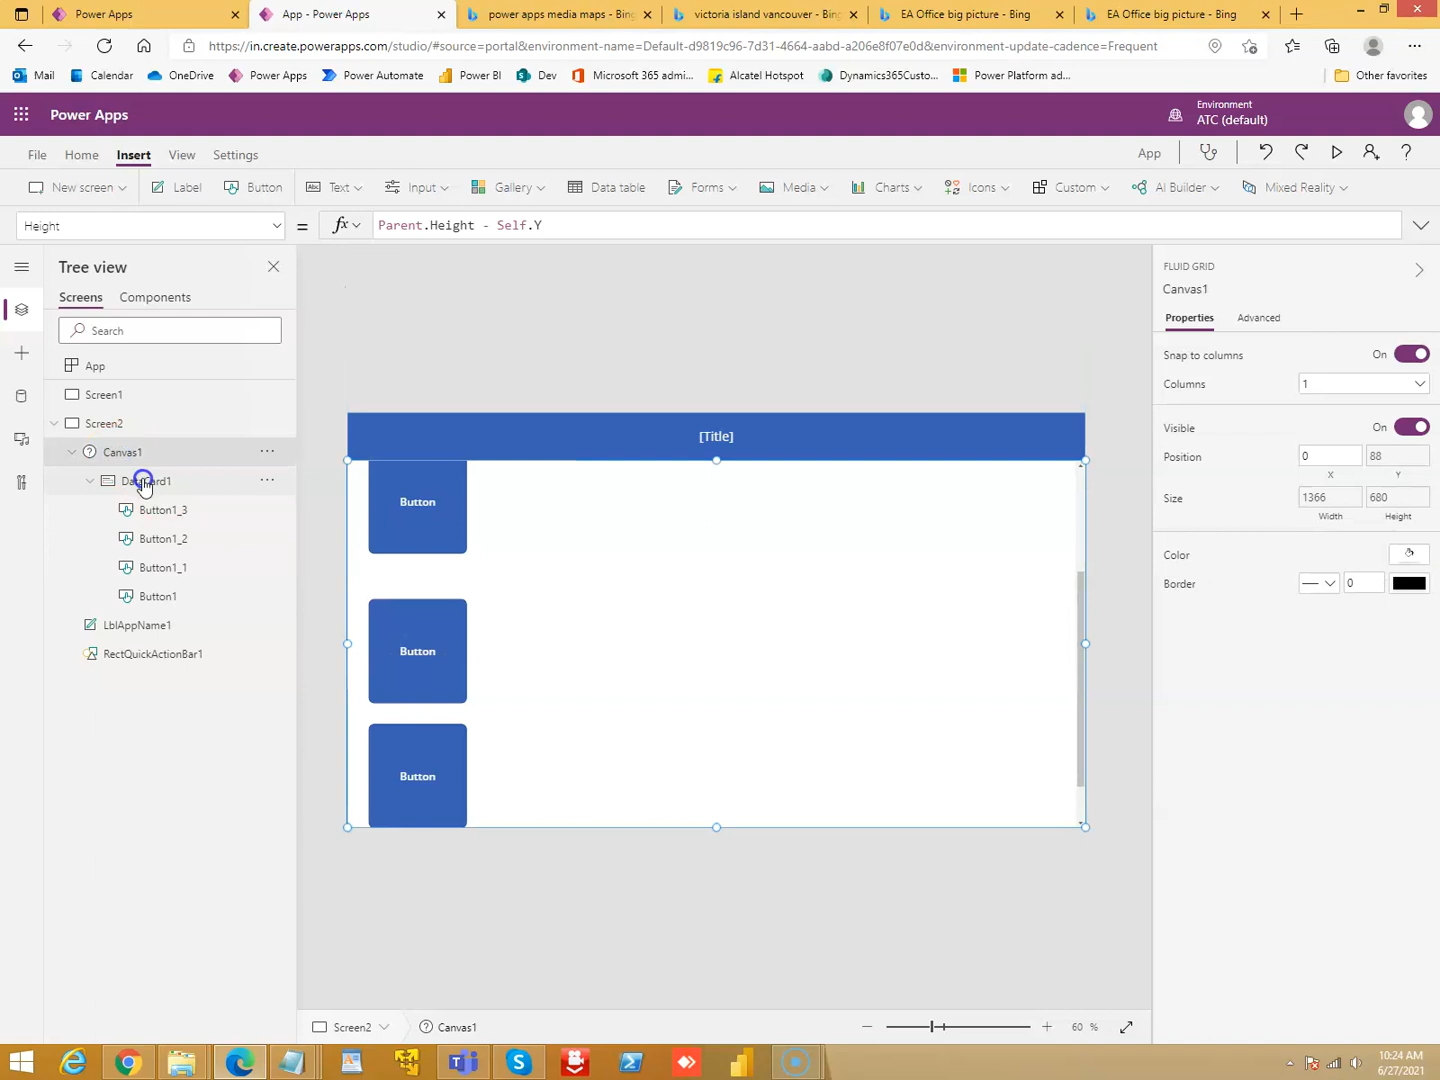 Power Apps
App - Power Apps
power apps media maps - Bing
victoria island vancouver - Bing
EA Office big picture - Bing
EA Office big picture - Bing
https://in.create.powerapps.com/studio/#source=portal&environment-name=Default-d9819c96-7d31-4664-aabd-a206e8f07e0d&environment-update-cadence=Frequent
Mail
Calendar
OneDrive
Power Apps
Power Automate
Power BI
Dev
Microsoft 365 admi...
Alcatel Hotspot
Dynamics365Custo...
Power Platform ad...
Other favorites
Power Apps
Environment
ATC (default)
File
Home
Insert
View
Settings
App
New screen
Label
Button
Text
Input
Gallery
Data table
Forms
Media
Charts
Icons
Custom
AI Builder
Mixed Reality
Height
=
fx
Parent.Height - Self.Y
Tree view
Screens
Components
Search
App
Screen1
Screen2
Canvas1
DataCard1
Button1_3
Button1_2
Button1_1
Button1
LblAppName1
RectQuickActionBar1
[Title]
Button
Button
Button
FLUID GRID
Canvas1
Properties
Advanced
Snap to columns
On
Columns
1
Visible
On
Position
0
88
X
Y
Size
1366
680
Width
Height
Color
Border
0
Screen2
Canvas1
60 %
10:24 AM
6/27/2021